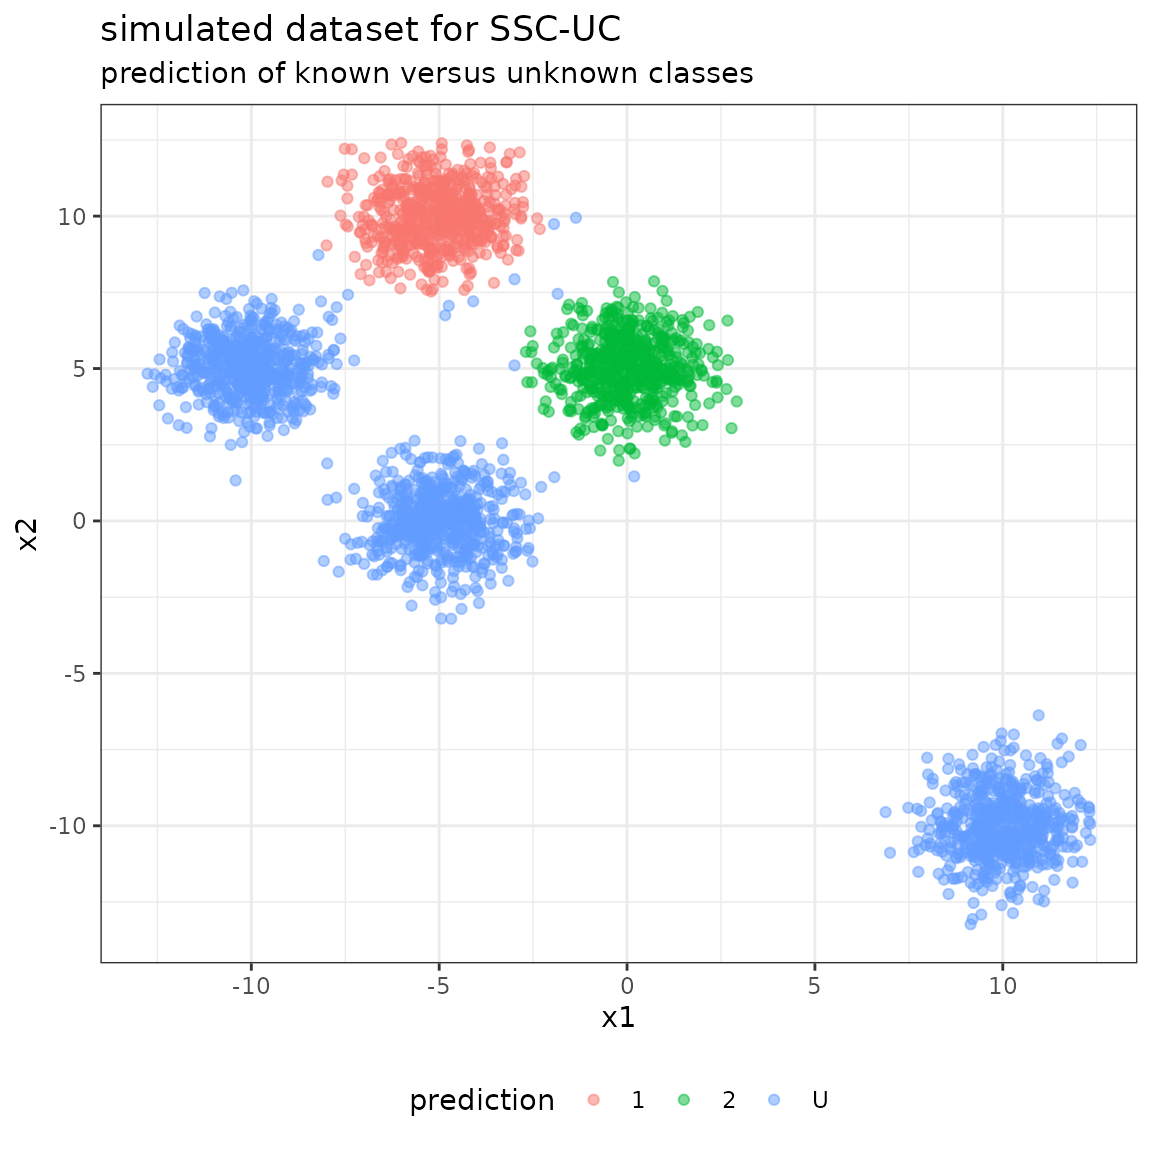 simulated dataset for SSC-UC
prediction of known versus unknown classes
10
5
0
-5
-10
x2
-10 -5 0 5 10
x1
prediction 1 2 U